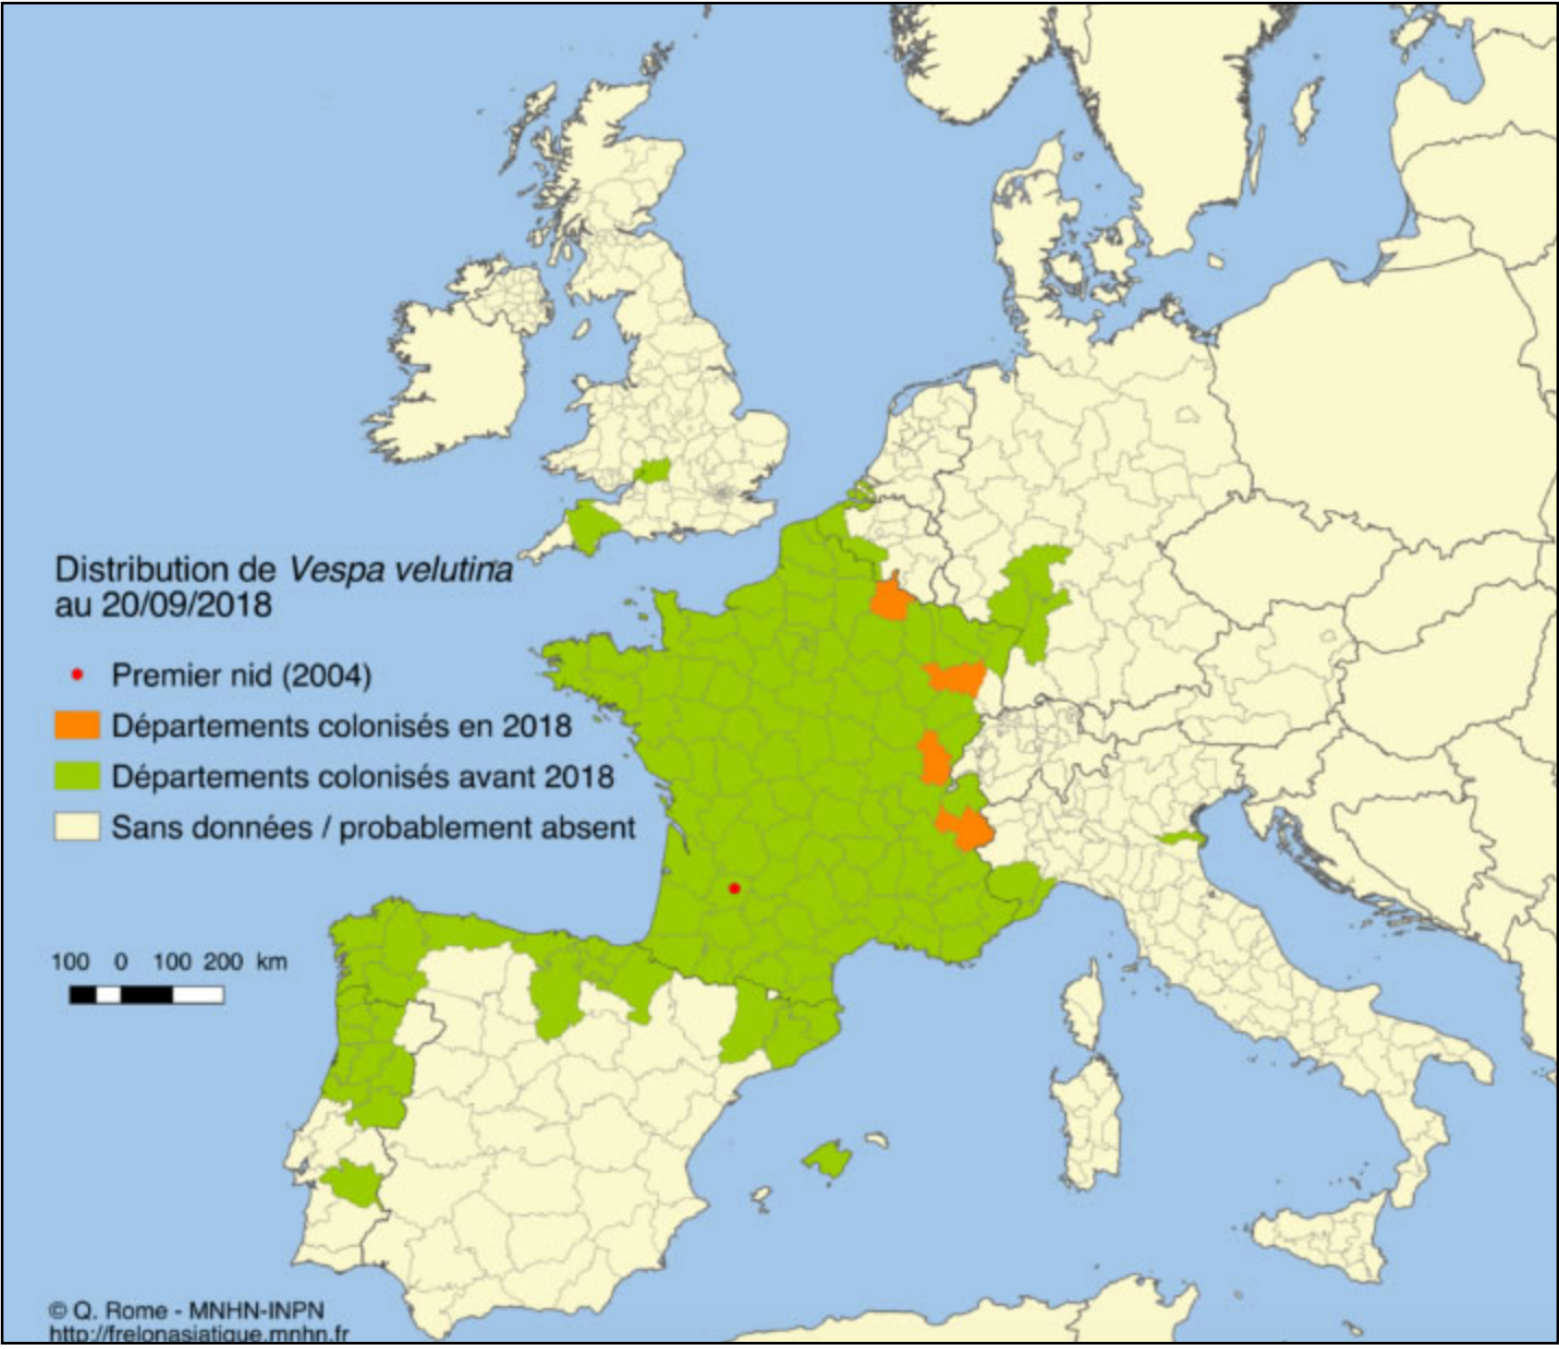 Distribution de Vespa velutina
au 20/09/2018
Premier nid (2004)
Départements colonisés en 2018
Départements colonisés avant 2018
Sans données / probablement absent
100 0 100 200 km
© Q. Rome - MNHN-INPN
http://frelonasiatique.mnhn.fr